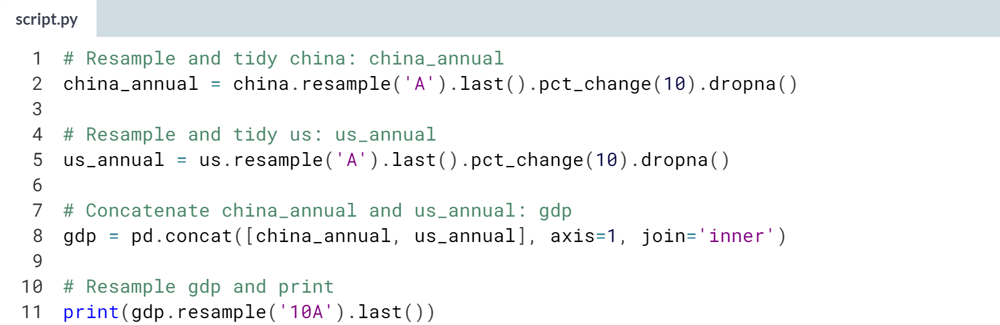 script.py
1 # Resample and tidy china: china_annual
2 china_annual = china.resample('A').last().pct_change(10).dropna()
3
4 # Resample and tidy us: us_annual
5 us_annual = us.resample('A').last().pct_change(10).dropna()
6
7 # Concatenate china_annual and us_annual: gdp
8 gdp = pd.concat([china_annual, us_annual], axis=1, join='inner')
9
10 # Resample gdp and print
11 print(gdp.resample('10A').last())